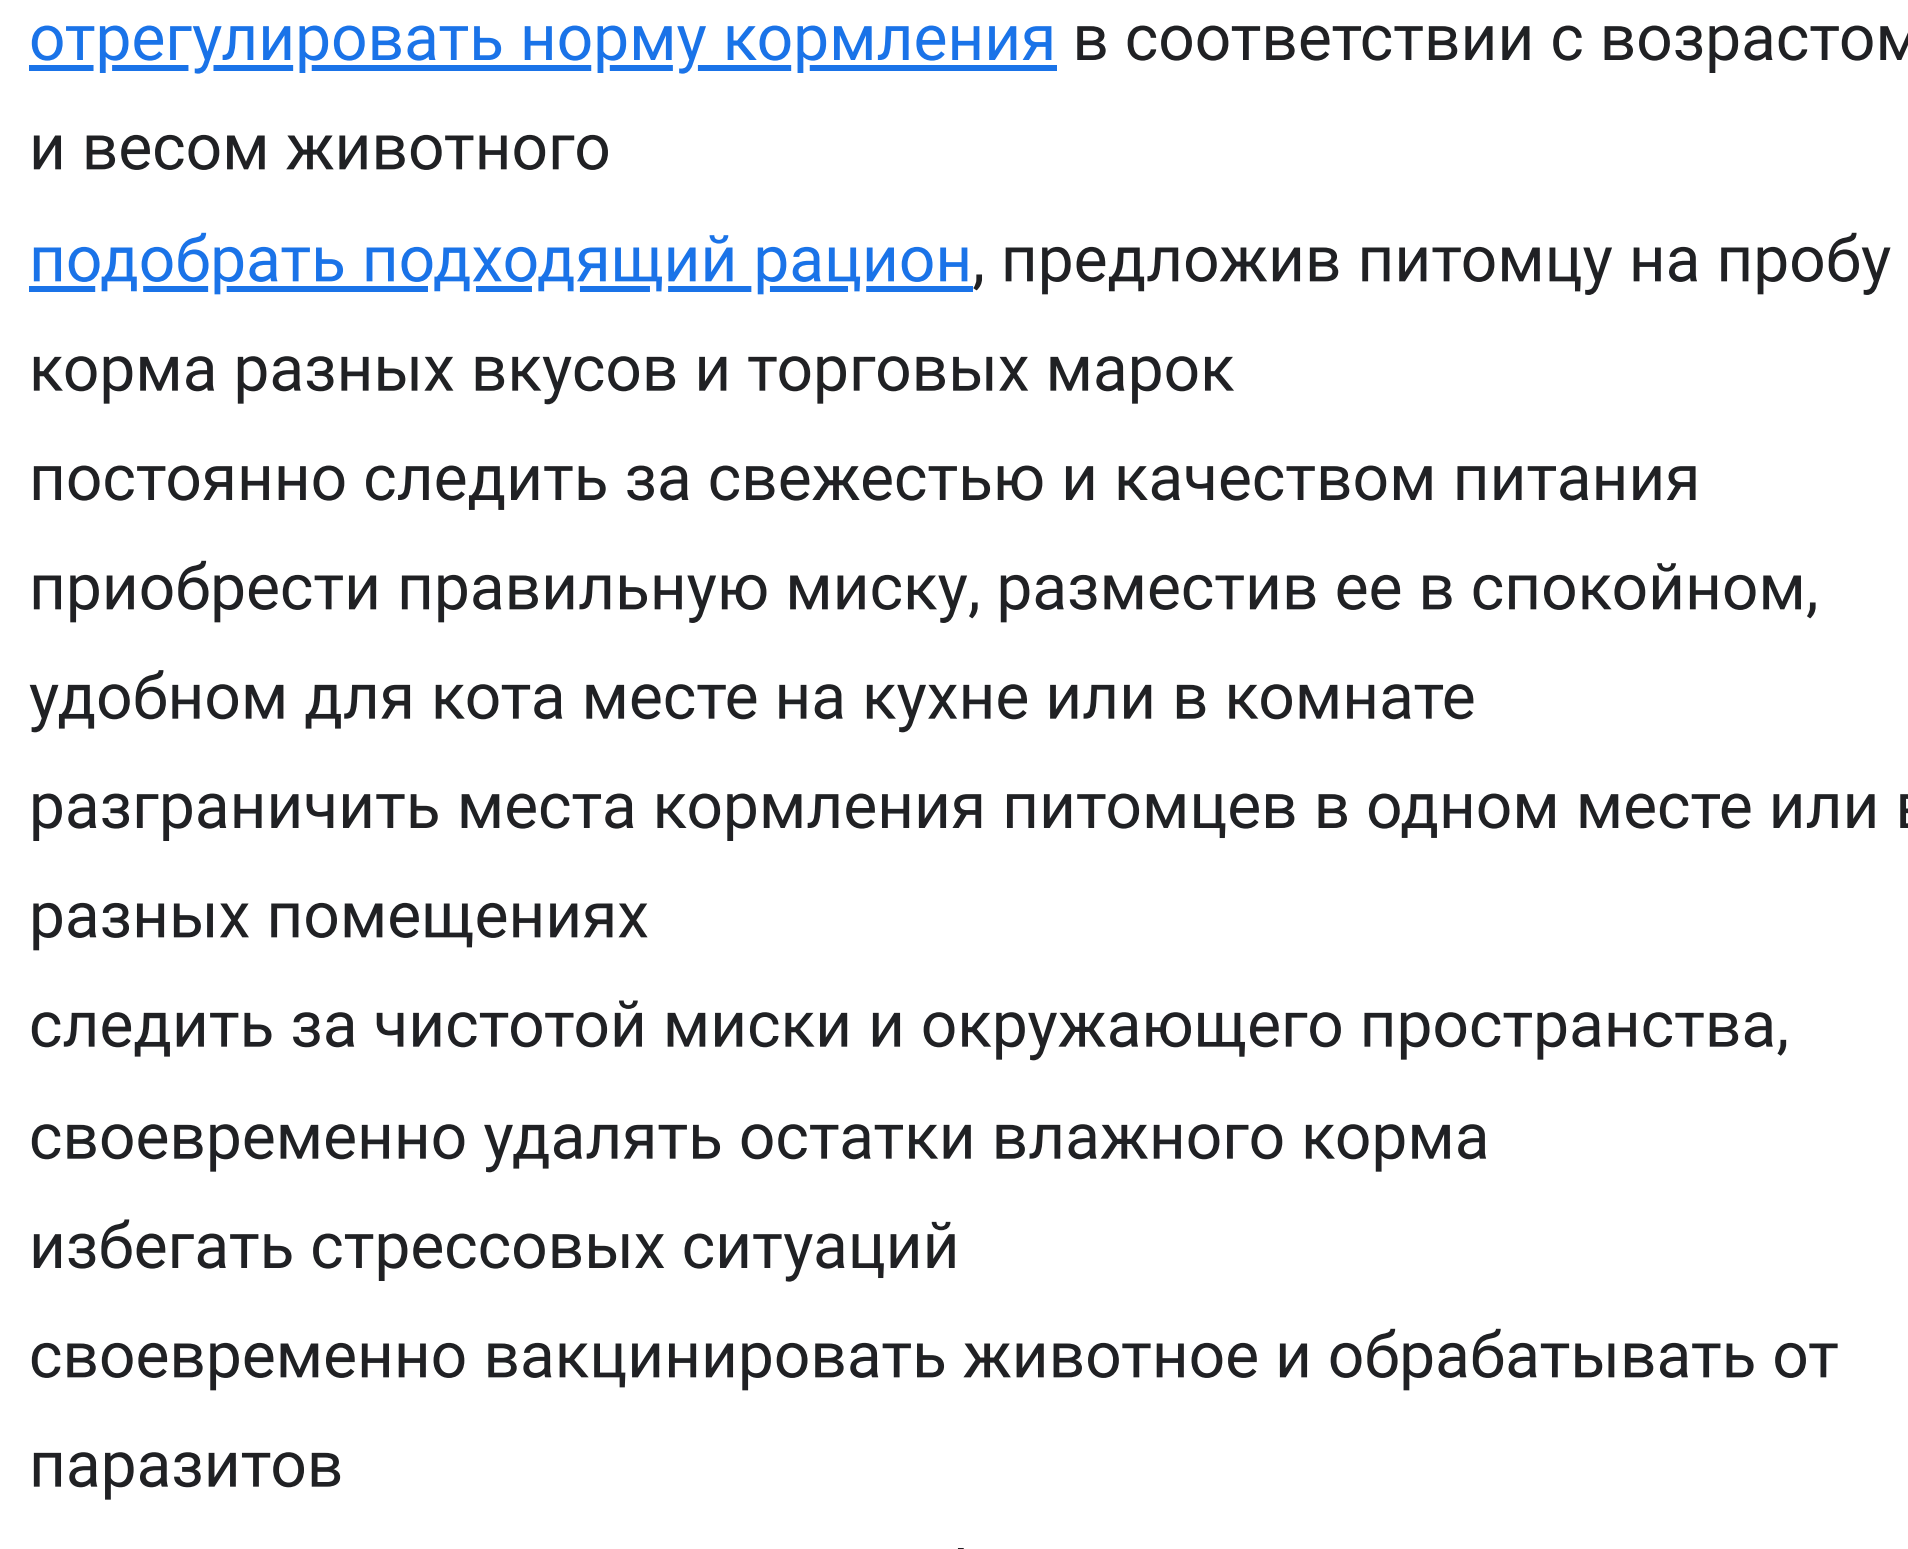 отрегулировать норму кормления в соответствии с возрастом
и весом животного
подобрать подходящий рацион, предложив питомцу на пробу
корма разных вкусов и торговых марок
постоянно следить за свежестью и качеством питания
приобрести правильную миску, разместив ее в спокойном,
удобном для кота месте на кухне или в комнате
разграничить места кормления питомцев в одном месте или в
разных помещениях
следить за чистотой миски и окружающего пространства,
своевременно удалять остатки влажного корма
избегать стрессовых ситуаций
своевременно вакцинировать животное и обрабатывать от
паразитов